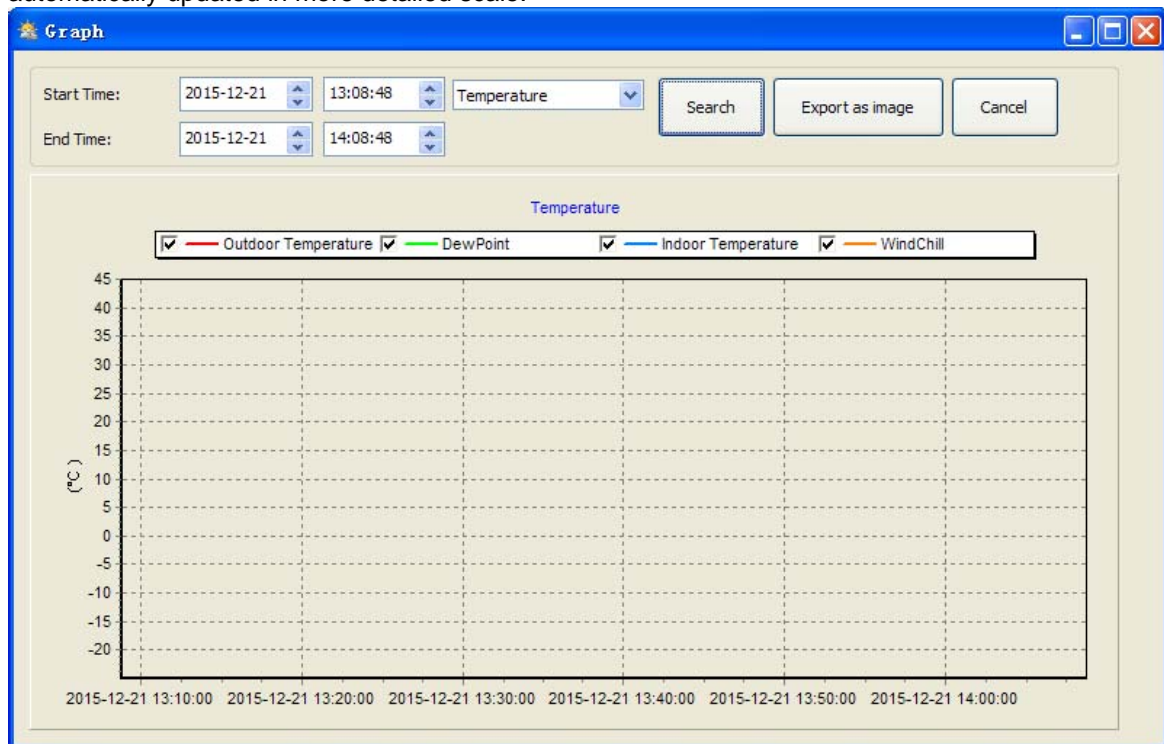 automatically updated in more detailed scale.
Graph
Start Time: 2015-12-21 13:08:48 Temperature Search Export as image Cancel
End Time: 2015-12-21 14:08:48
Temperature
Outdoor Temperature DewPoint Indoor Temperature WindChill
45
40
35
30
25
20
15
10
5
0
-5
-10
-15
-20
(°C)
2015-12-21 13:10:00 2015-12-21 13:20:00 2015-12-21 13:30:00 2015-12-21 13:40:00 2015-12-21 13:50:00 2015-12-21 14:00:00